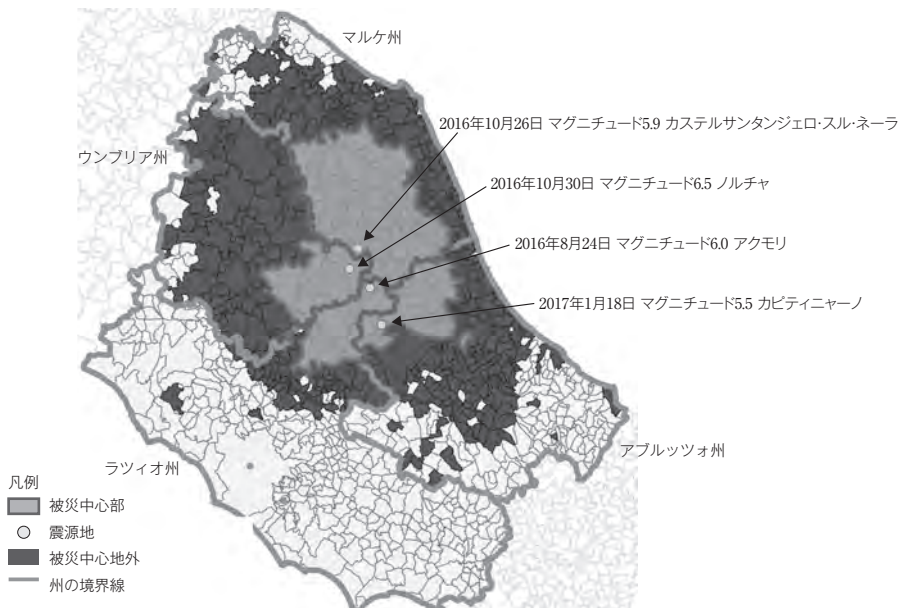 マルケ州
2016年10月26日 マグニチュード5.9 カステルサンタンジェロ・スル・ネーラ
ウンブリア州
2016年10月30日 マグニチュード6.5 ノルチャ
2016年8月24日 マグニチュード6.0 アクモリ
2017年1月18日 マグニチュード5.5 カピティニャーノ
アブルッツォ州
ラツィオ州
凡例
被災中心部
震源地
被災中心地外
州の境界線